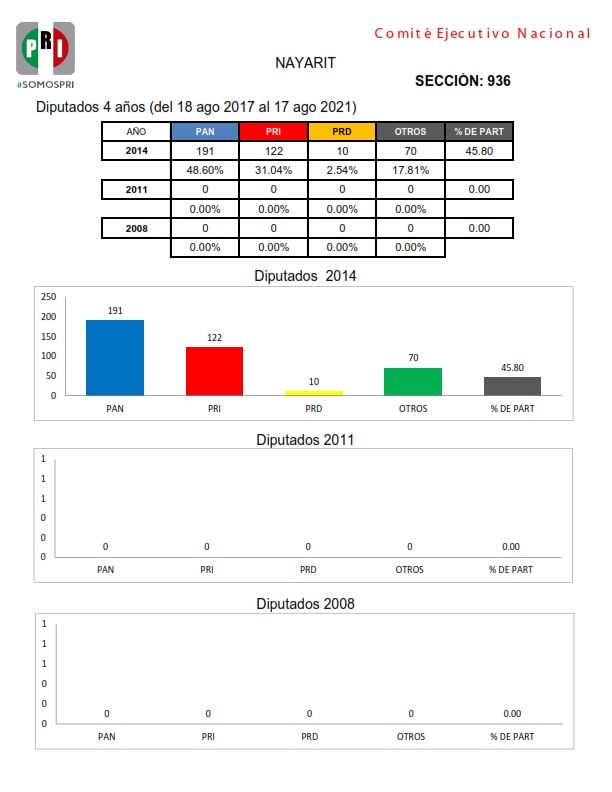 PRI
#SOMOSPRI
Comité Ejecutivo Nacional
NAYARIT
SECCIÓN: 936
Diputados 4 años (del 18 ago 2017 al 17 ago 2021)
AÑO PAN PRI PRD OTROS % DE PART
2014 191 122 10 70 45.80
48.60% 31.04% 2.54% 17.81%
2011 0 0 0 0 0.00
0.00% 0.00% 0.00% 0.00%
2008 0 0 0 0 0.00
0.00% 0.00% 0.00% 0.00%
Diputados 2014
250
200
150
100
50
0
191 122 10 70 45.80
PAN PRI PRD OTROS % DE PART
Diputados 2011
1
1
1
0
0
0
0 0 0 0 0.00
PAN PRI PRD OTROS % DE PART
Diputados 2008
1
1
1
0
0
0
0 0 0 0 0.00
PAN PRI PRD OTROS % DE PART